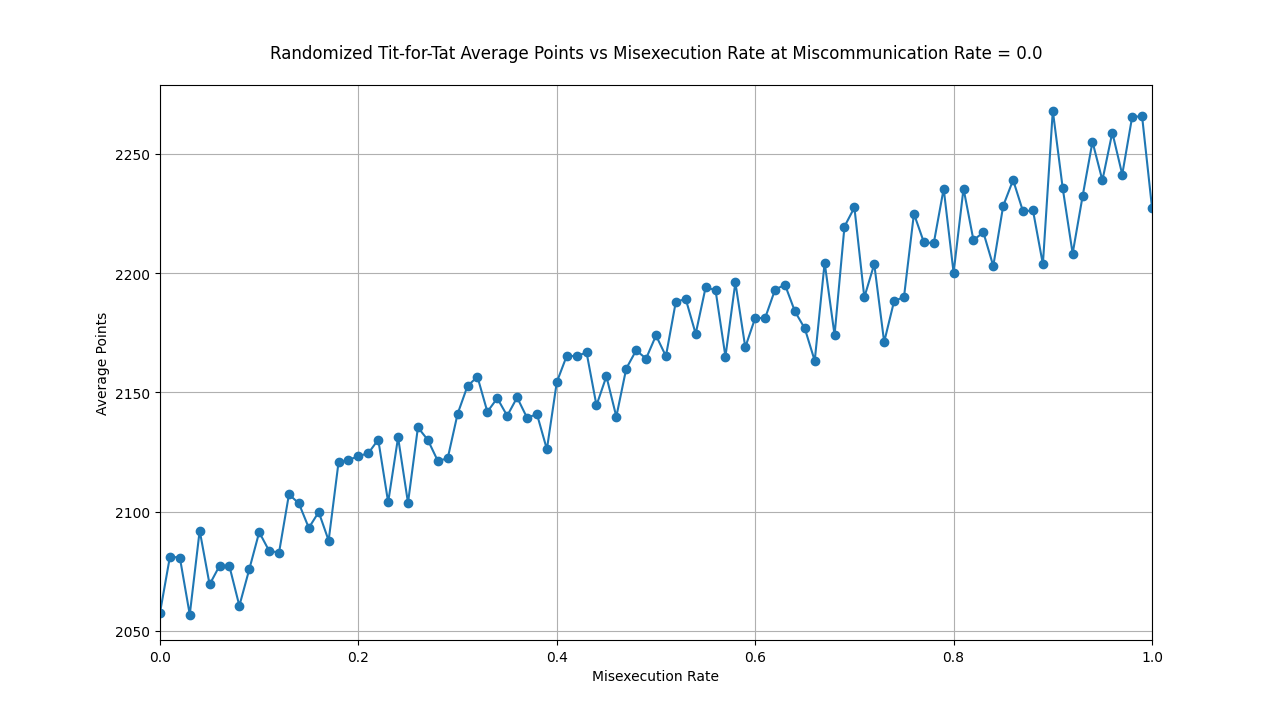 Randomized Tit-for-Tat Average Points vs Misexecution Rate at Miscommunication Rate = 0.0
2250
2200
2150
2100
2050
Average Points
0.0 0.2 0.4 0.6 0.8 1.0
Misexecution Rate